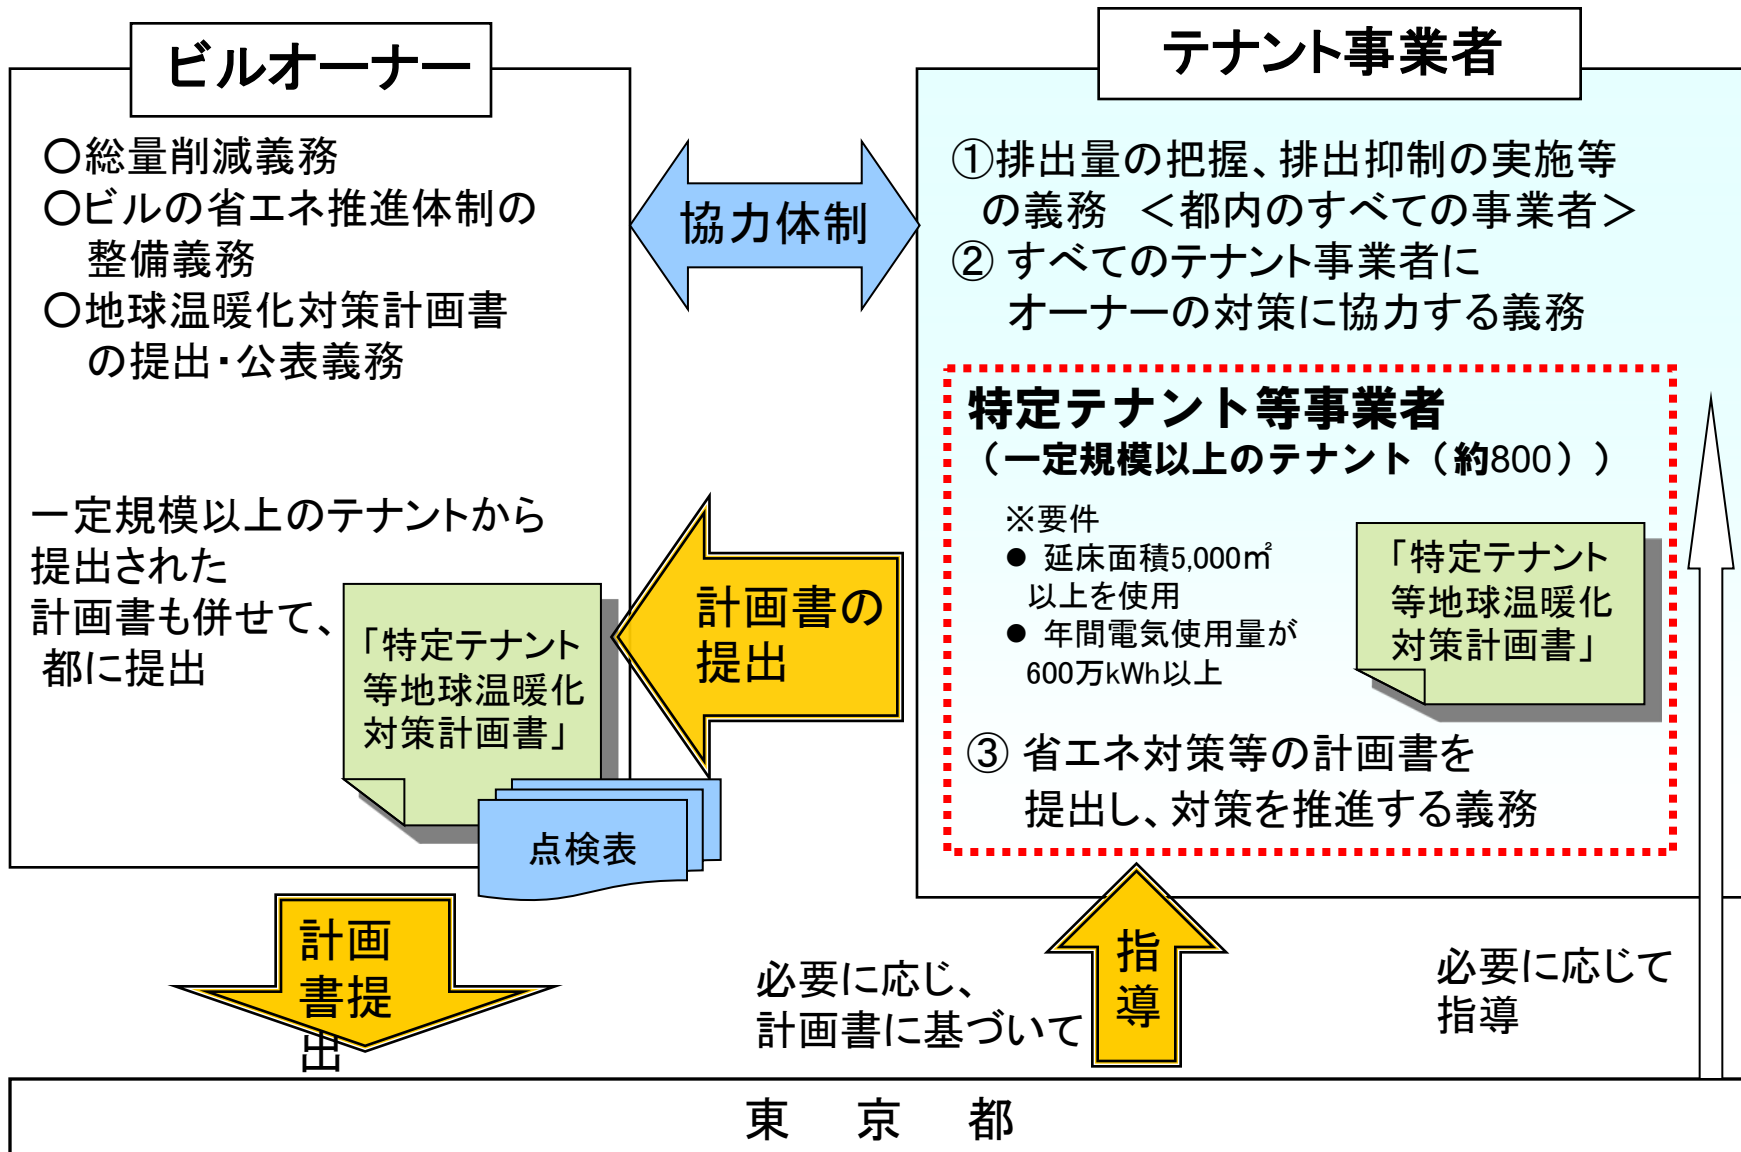 ビルオーナー
○総量削減義務
○ビルの省エネ推進体制の
整備義務
○地球温暖化対策計画書
の提出・公表義務
一定規模以上のテナントから
提出された
計画書も併せて、
都に提出
「特定テナント
等地球温暖化
対策計画書」
点検表
協力体制
計画書の
提出
テナント事業者
①排出量の把握、排出抑制の実施等
の義務 <都内のすべての事業者>
② すべてのテナント事業者に
オーナーの対策に協力する義務
特定テナント等事業者
(一定規模以上のテナント(約800))
※要件
● 延床面積5,000㎡
以上を使用
● 年間電気使用量が
600万kWh以上
「特定テナント
等地球温暖化
対策計画書」
③ 省エネ対策等の計画書を
提出し、対策を推進する義務
計画
書提
出
必要に応じ、
計画書に基づいて
指
導
必要に応じて
指導
東 京 都